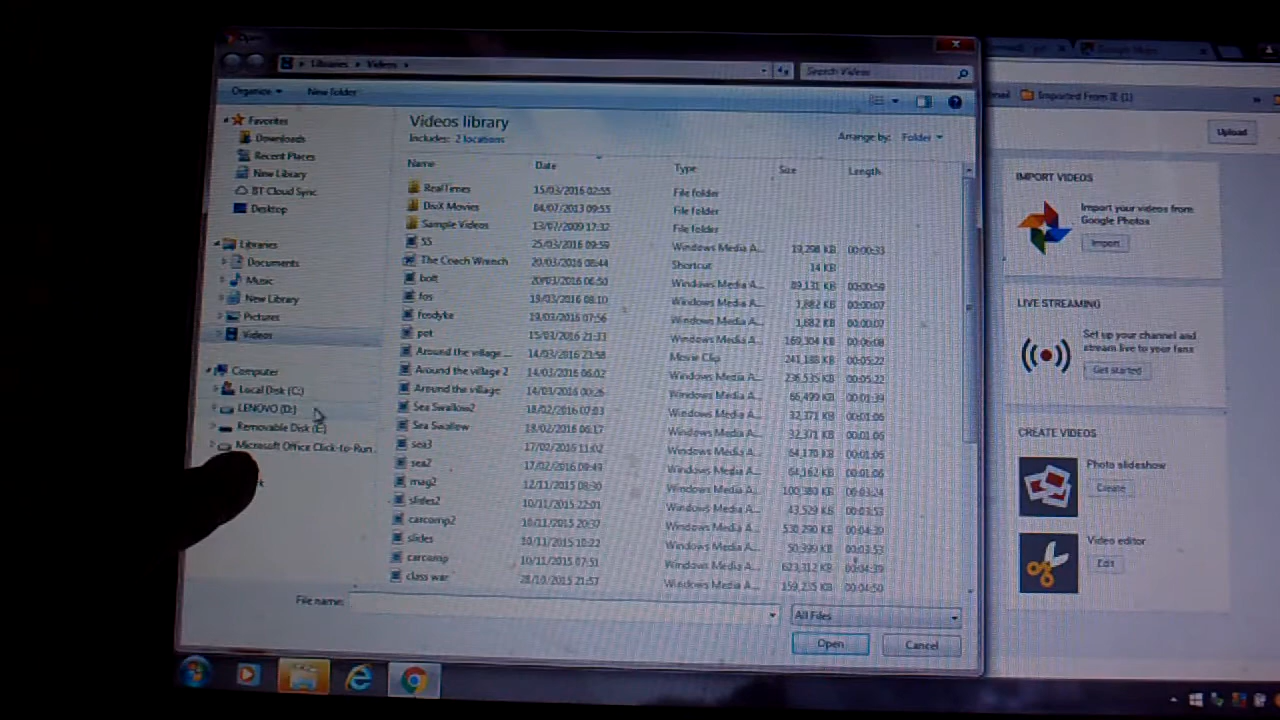 Open
Libraries ▸ Videos ▸
Search Videos
Organize
New folder
Favorites
Downloads
Recent Places
New Library
BT Cloud Sync
Desktop
Libraries
Documents
Music
New Library
Pictures
Videos
Computer
Local Disk (C:)
LENOVO (D:)
Removable Disk (E:)
Microsoft Office Click-to-Run
Videos library
Includes: 2 locations
Arrange by: Folder
Name Date Type Size Length
RealTimes 15/03/2016 02:55 File folder
DivX Movies 04/07/2013 09:55 File folder
Sample Videos 13/07/2009 17:32 File folder
55 25/03/2016 09:59 Windows Media A... 19,298 KB 00:00:33
The Coach Wrench 20/03/2016 08:44 Shortcut 14 KB
bolt 20/03/2016 06:50 Windows Media A... 89,131 KB 00:00:59
fos 19/03/2016 08:10 Windows Media A... 1,882 KB 00:00:07
fosdyke 19/03/2016 07:56 Windows Media A... 1,682 KB 00:00:07
pot 15/03/2016 21:33 Windows Media A... 169,304 KB 00:06:08
Around the village ... 14/03/2016 23:58 Movie Clip 241,188 KB 00:05:22
Around the village 2 14/03/2016 06:02 Windows Media A... 236,535 KB 00:05:22
Around the village 14/03/2016 00:26 Windows Media A... 66,499 KB 00:01:39
Sea Swallow2 18/02/2016 07:03 Windows Media A... 32,371 KB 00:01:06
Sea Swallow 18/02/2016 06:17 Windows Media A... 32,371 KB 00:01:06
sea3 17/02/2016 11:02 Windows Media A... 64,170 KB 00:01:06
sea2 17/02/2016 09:43 Windows Media A... 64,162 KB 00:01:06
mag2 12/11/2015 08:30 Windows Media A... 100,380 KB 00:03:24
slides2 10/11/2015 22:01 Windows Media A... 43,529 KB 00:03:53
carcomp2 10/11/2015 20:37 Windows Media A... 530,290 KB 00:04:39
slides 10/11/2015 18:22 Windows Media A... 50,399 KB 00:03:53
carcomp 10/11/2015 07:51 Windows Media A... 623,312 KB 00:04:39
class war 28/10/2015 21:57 Windows Media A... 159,235 KB 00:04:50
File name:
All Files
Open
Cancel
Google Maps
Imported From IE (1)
Upload
IMPORT VIDEOS
Import your videos from
Google Photos
Import
LIVE STREAMING
Set up your channel and
stream live to your fans
Get started
CREATE VIDEOS
Photo slideshow
Create
Video editor
Edit